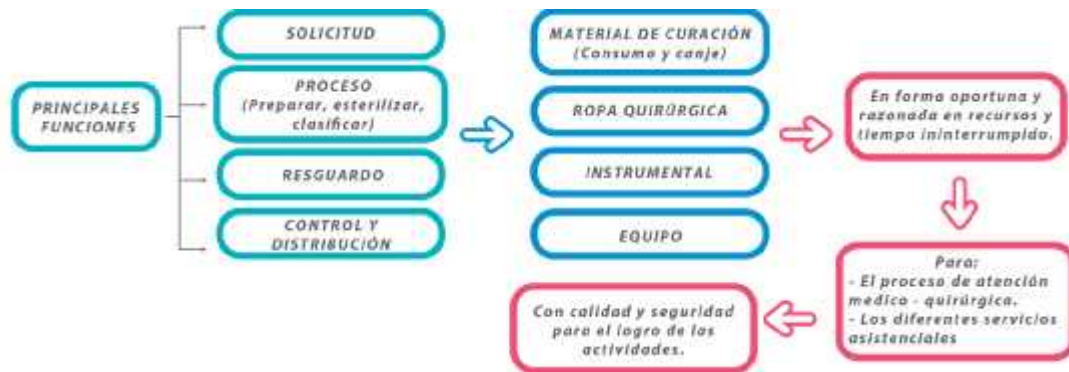 PRINCIPALES
FUNCIONES
SOLICITUD
PROCESO
(Preparar, esterilizar,
clasificar)
RESGUARDO
CONTROL Y
DISTRIBUCIÓN
MATERIAL DE CURACIÓN
(Consumo y canje)
ROPA QUIRÚRGICA
INSTRUMENTAL
EQUIPO
En forma oportuna y
razonada en recursos y
tiempo ininterrumpido.
Para:
- El proceso de atención
medico - quirúrgica.
- Los diferentes servicios
asistenciales
Con calidad y seguridad
para el logro de las
actividades.